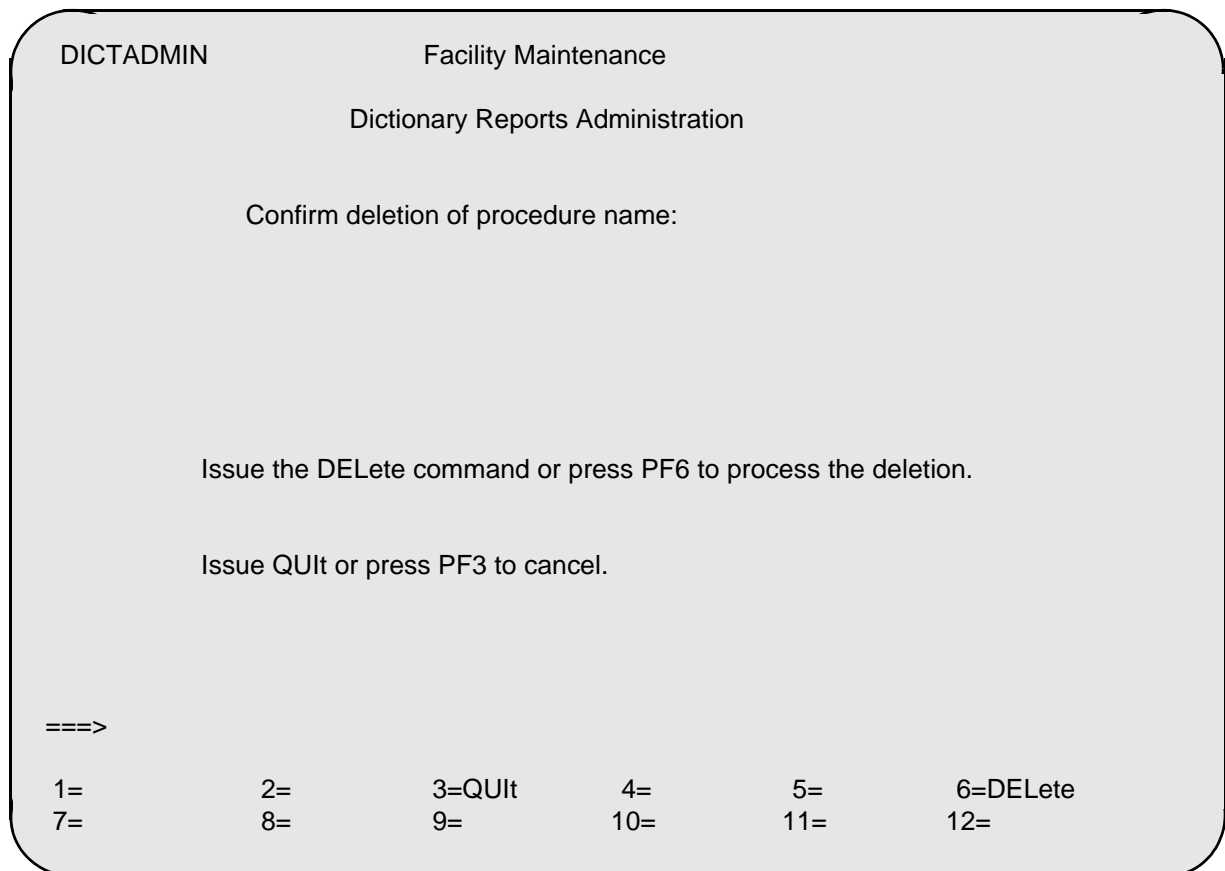 DICTADMIN Facility Maintenance
Dictionary Reports Administration
Confirm deletion of procedure name:
Issue the DELete command or press PF6 to process the deletion.
Issue QUIt or press PF3 to cancel.
===>
1= 2= 3=QUIt 4= 5= 6=DELete
7= 8= 9= 10= 11= 12=